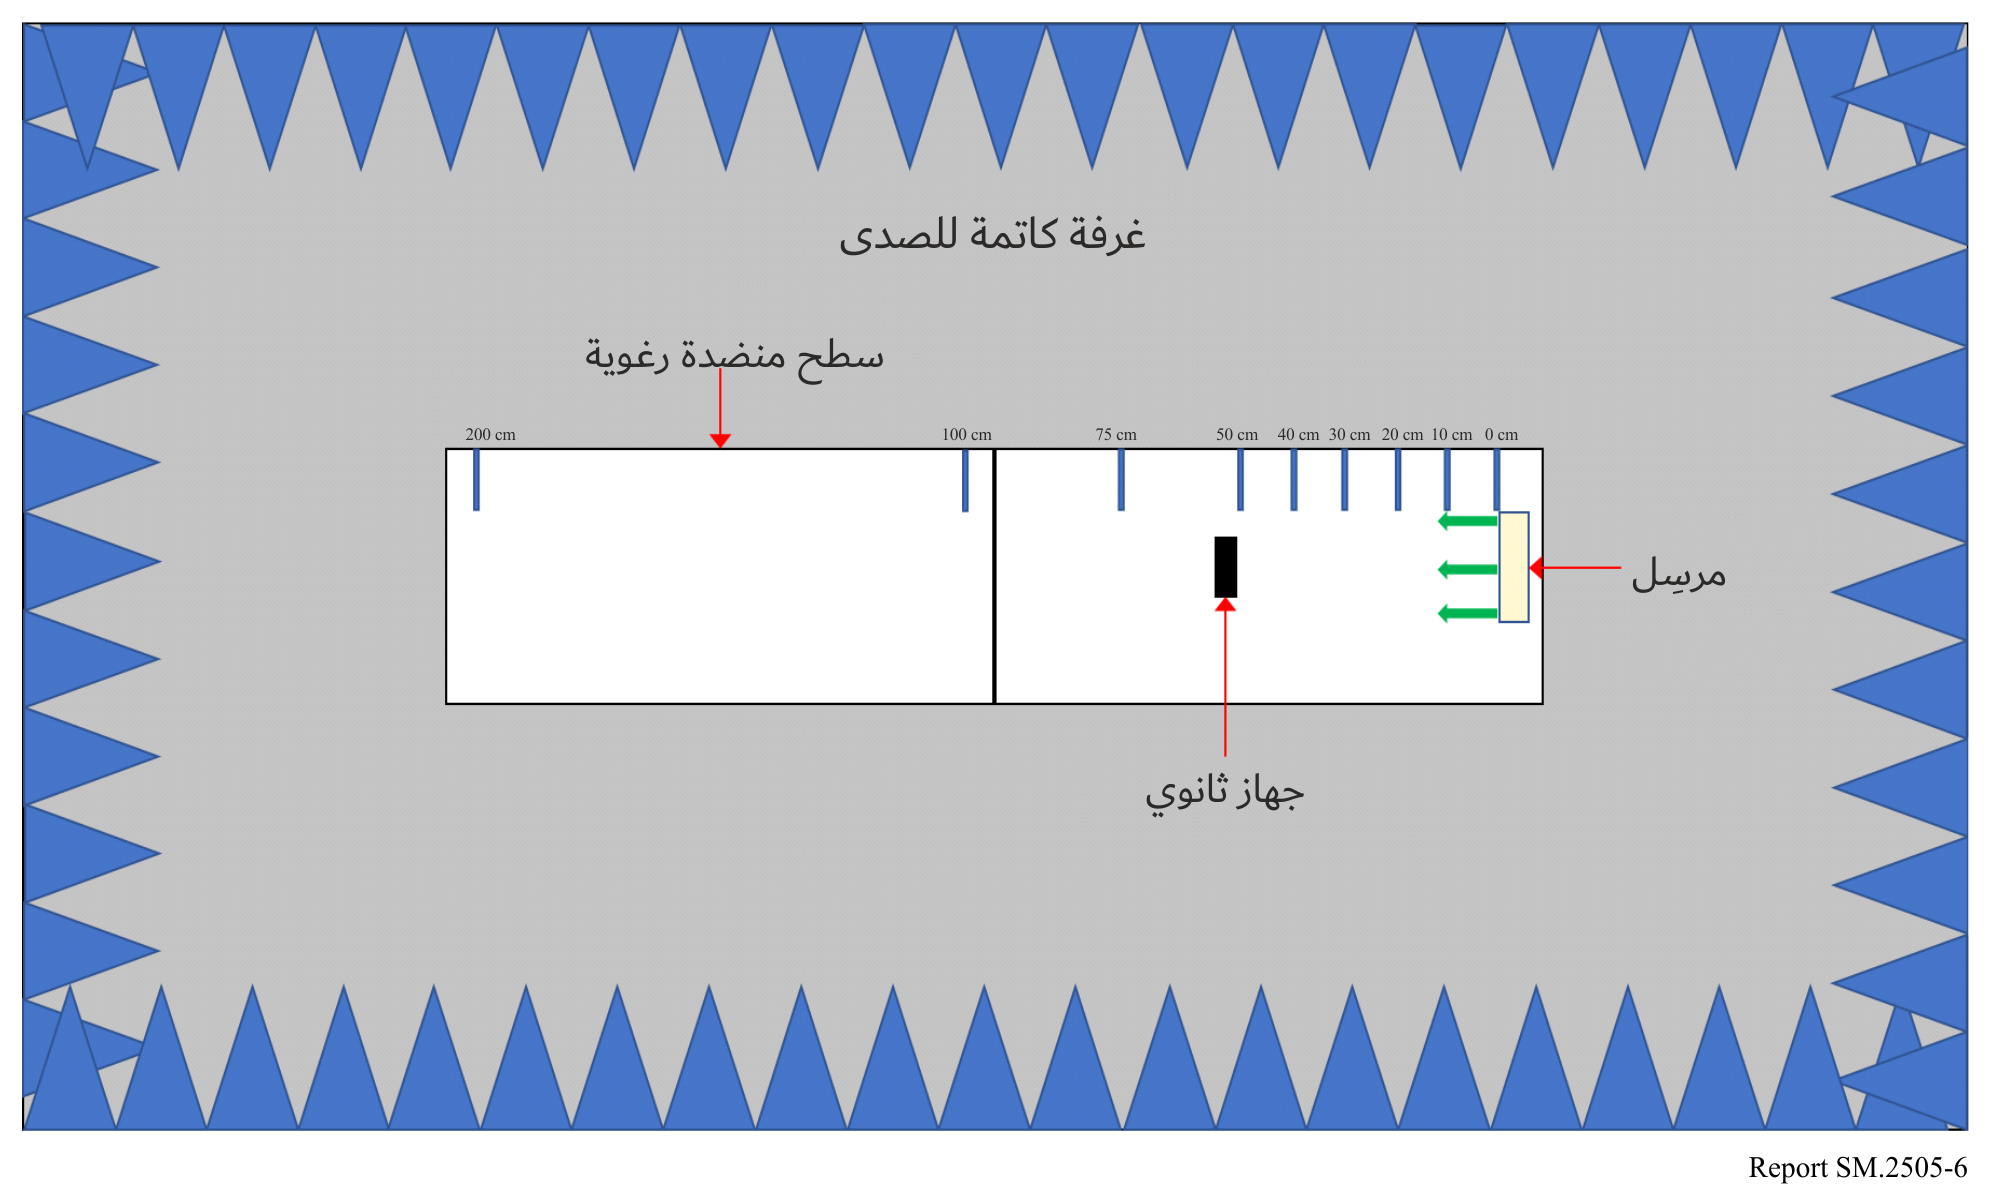 غرفة كاتمة للصدى
سطح منضدة رغوية
200 cm 100 cm 75 cm 50 cm 40 cm 30 cm 20 cm 10 cm 0 cm
مرسِل
جهاز ثانوي
Report SM.2505-6